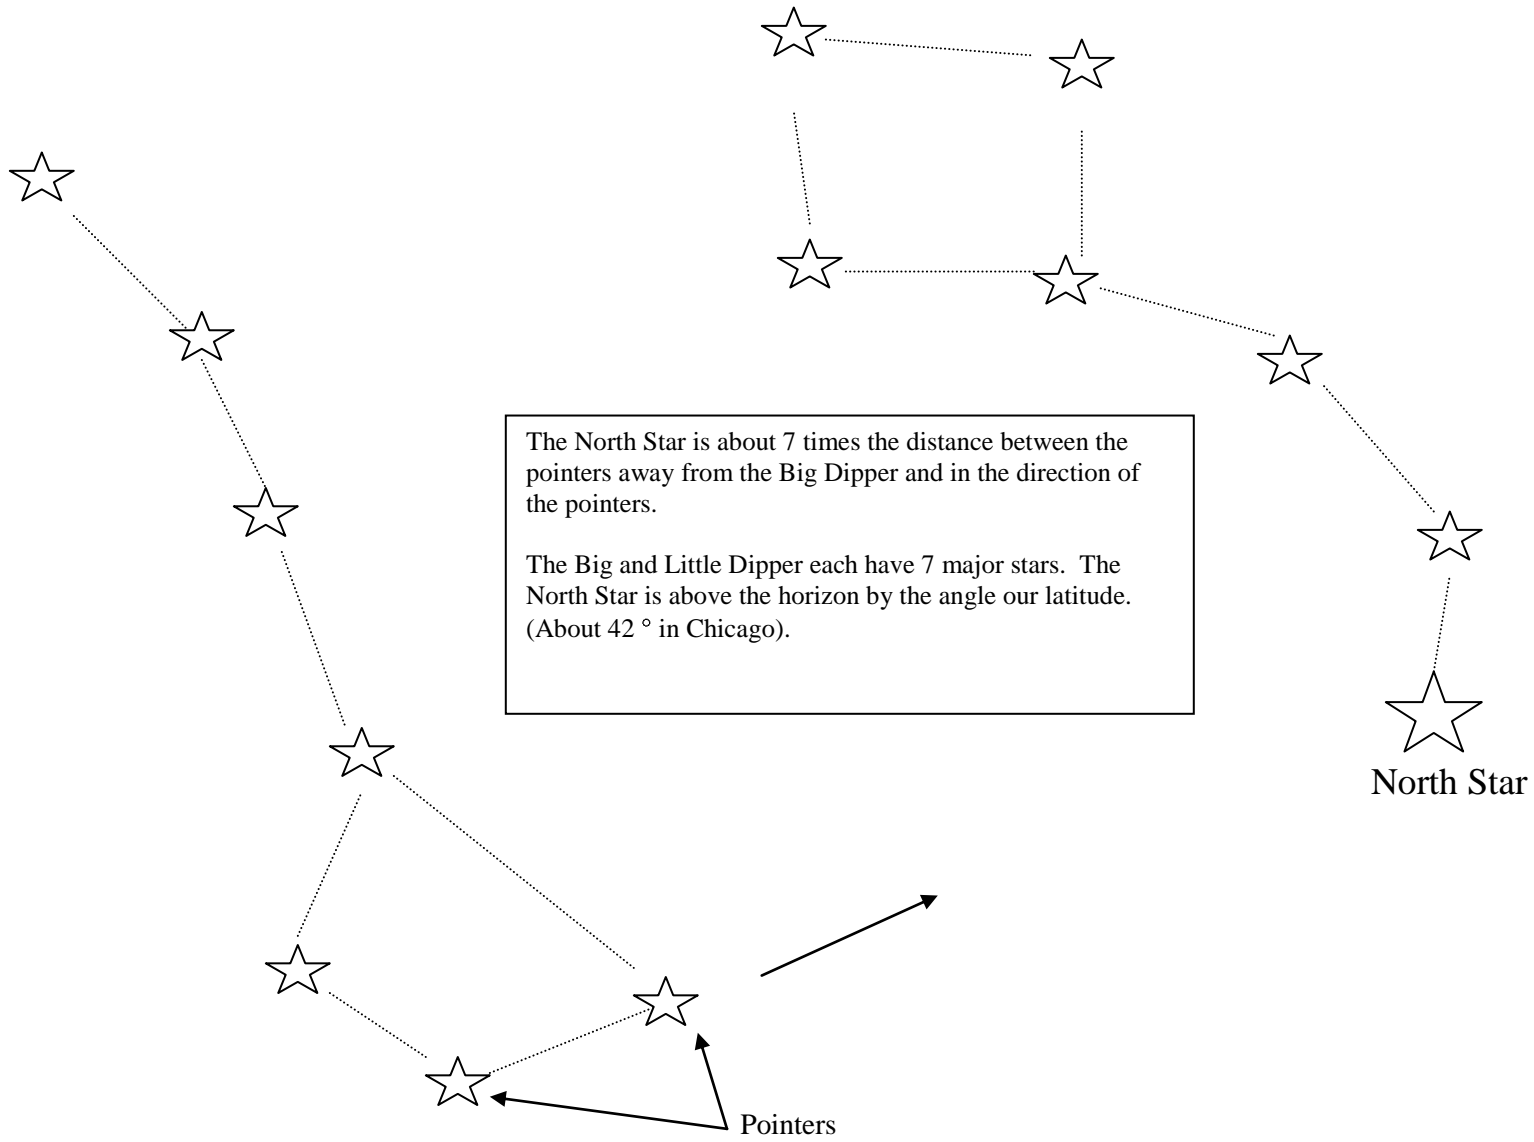 The North Star is about 7 times the distance between the
pointers away from the Big Dipper and in the direction of
the pointers.
The Big and Little Dipper each have 7 major stars.  The
North Star is above the horizon by the angle our latitude.
(About 42 ° in Chicago).
North Star
Pointers